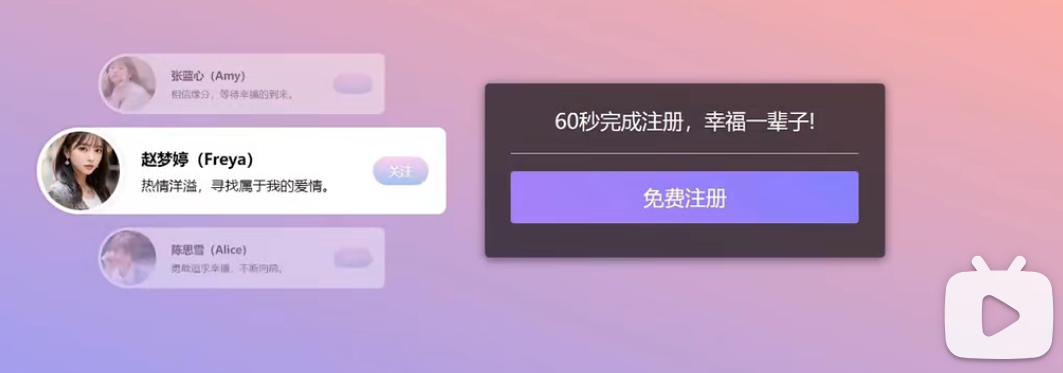 张蓝心（Amy）
相信缘分，等待幸福的到来。
赵梦婷（Freya）
热情洋溢，寻找属于我的爱情。
关注
陈思雪（Alice）
勇敢追求幸福，不断向前。
60秒完成注册，幸福一辈子!
免费注册